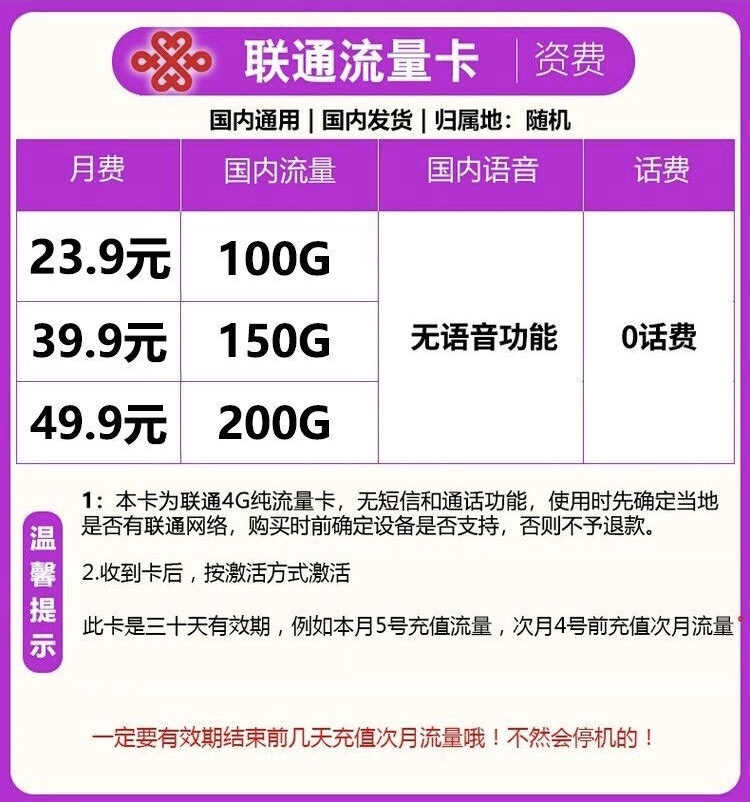 联通流量卡 | 资费
国内通用 | 国内发货 | 归属地：随机
月费 国内流量 国内语音 话费
23.9元 100G
39.9元 150G 无语音功能 0话费
49.9元 200G
温馨提示
1：本卡为联通4G纯流量卡，无短信和通话功能，使用时先确定当地
是否有联通网络，购买时前确定设备是否支持，否则不予退款。
2.收到卡后，按激活方式激活
此卡是三十天有效期，例如本月5号充值流量，次月4号前充值次月流量。
一定要有效期结束前几天充值次月流量哦！不然会停机的！